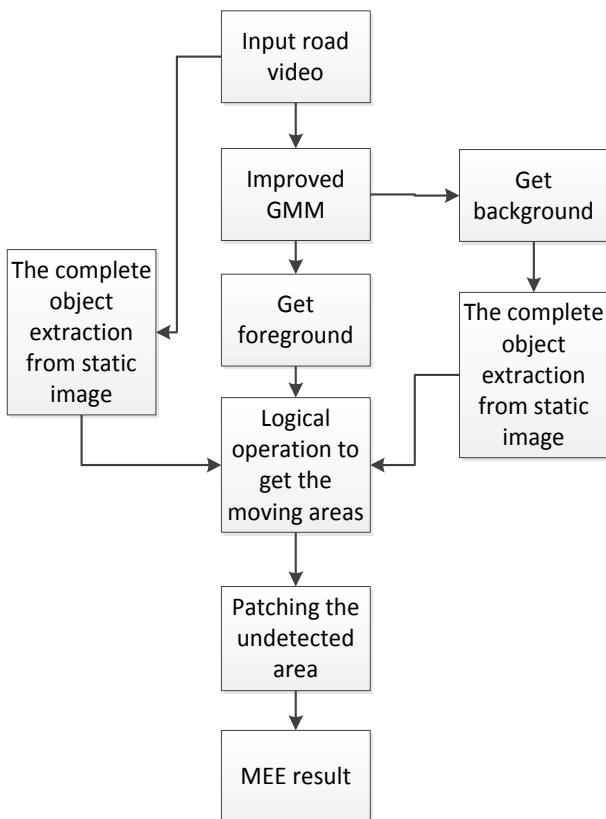 Input road
video
Improved
GMM
Get
background
The complete
object
extraction
from static
image
Get
foreground
The complete
object
extraction
from static
image
Logical
operation to
get the
moving areas
Patching the
undetected
area
MEE result